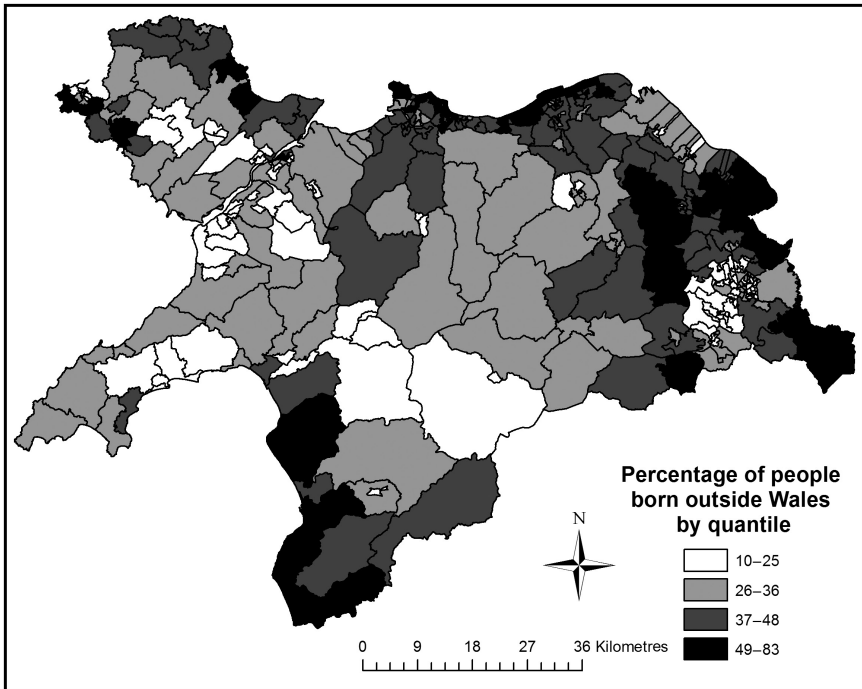 Percentage of people
born outside Wales
by quantile
N
10–25
26–36
37–48
49–83
0 9 18 27 36 Kilometres